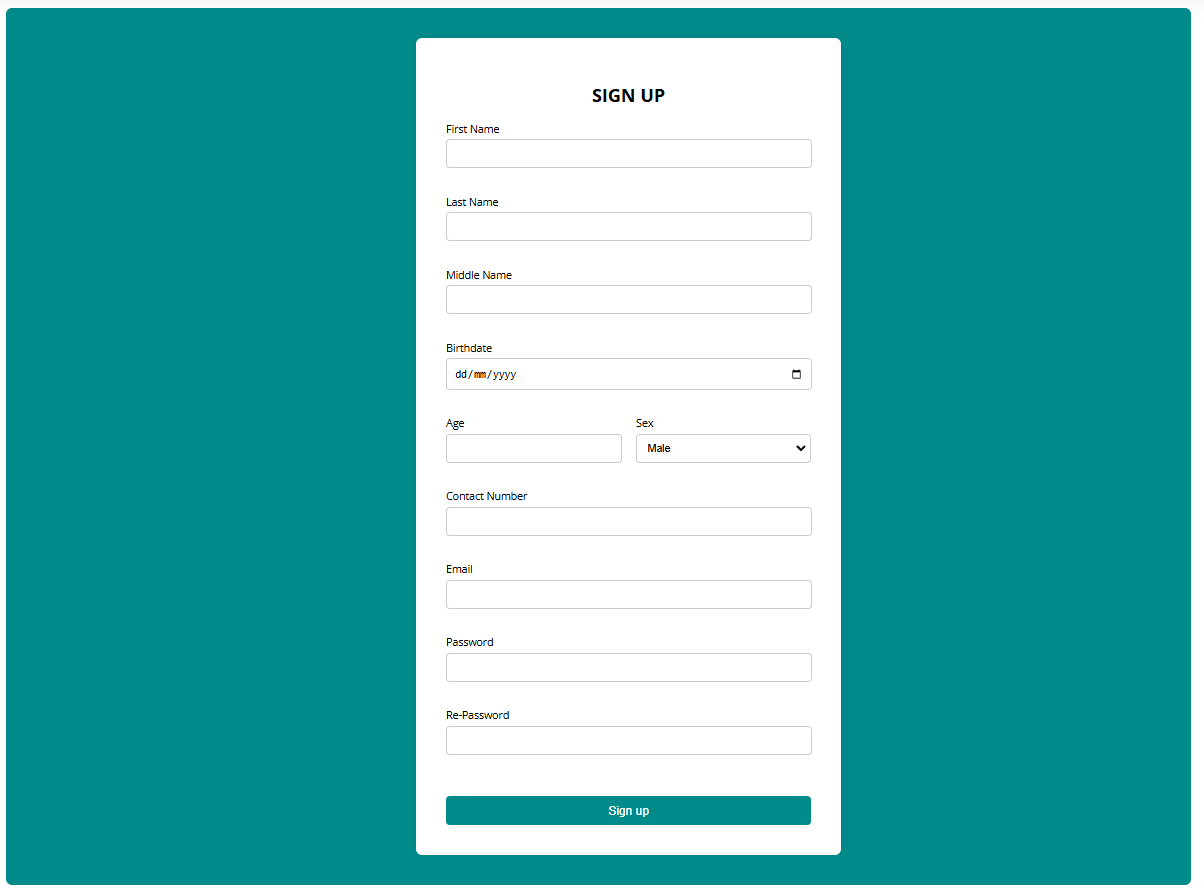 SIGN UP
First Name
Last Name
Middle Name
Birthdate
dd/mm/yyyy
Age Sex
Male
Contact Number
Email
Password
Re-Password
Sign up